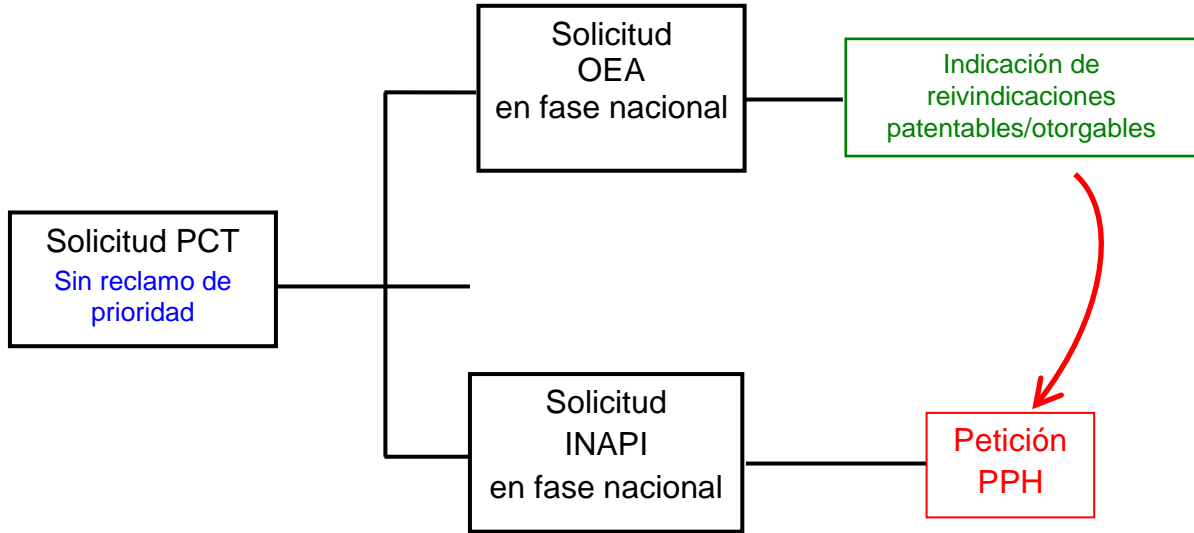 Solicitud
OEA
en fase nacional
Indicación de
reivindicaciones
patentables/otorgables
Solicitud PCT
Sin reclamo de
prioridad
Solicitud
INAPI
en fase nacional
Petición
PPH